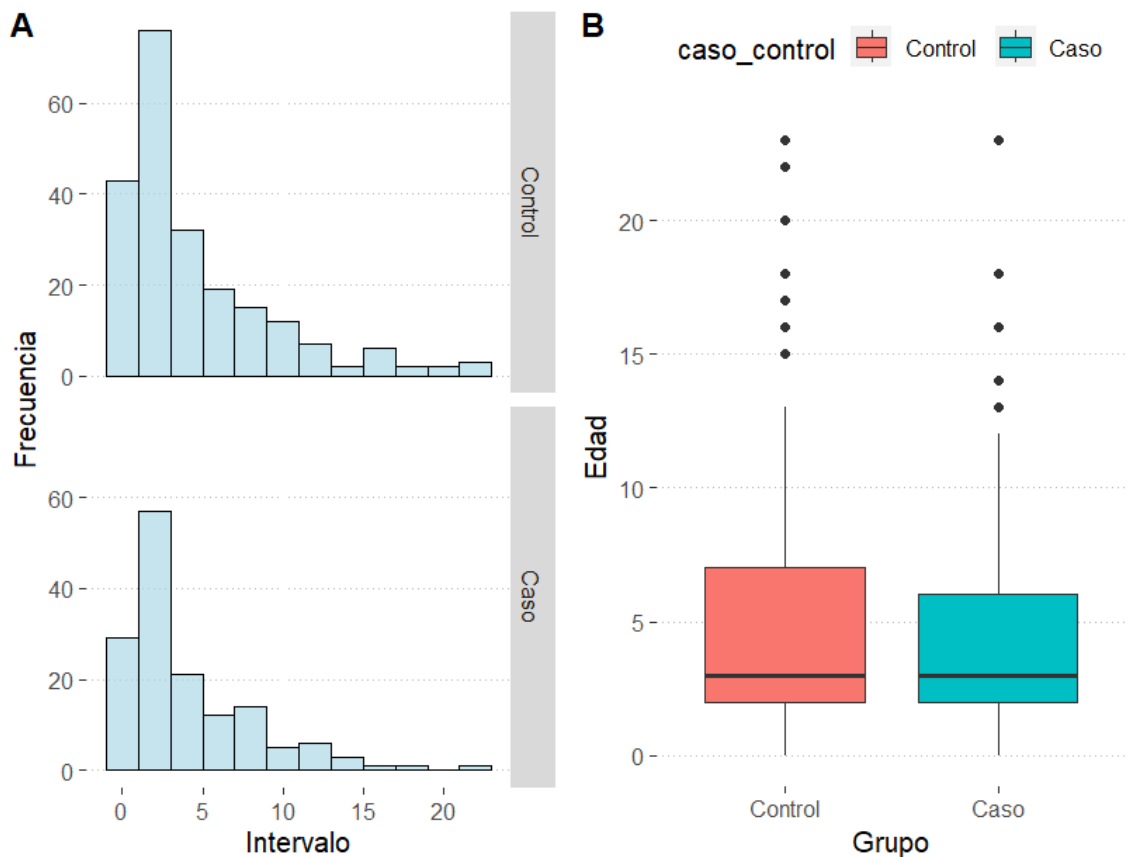 A
Frecuencia
60
40
20
0
Control
60
40
20
0
Caso
0 5 10 15 20
Intervalo
B
caso_control Control Caso
Edad
20
15
10
5
0
Control Caso
Grupo